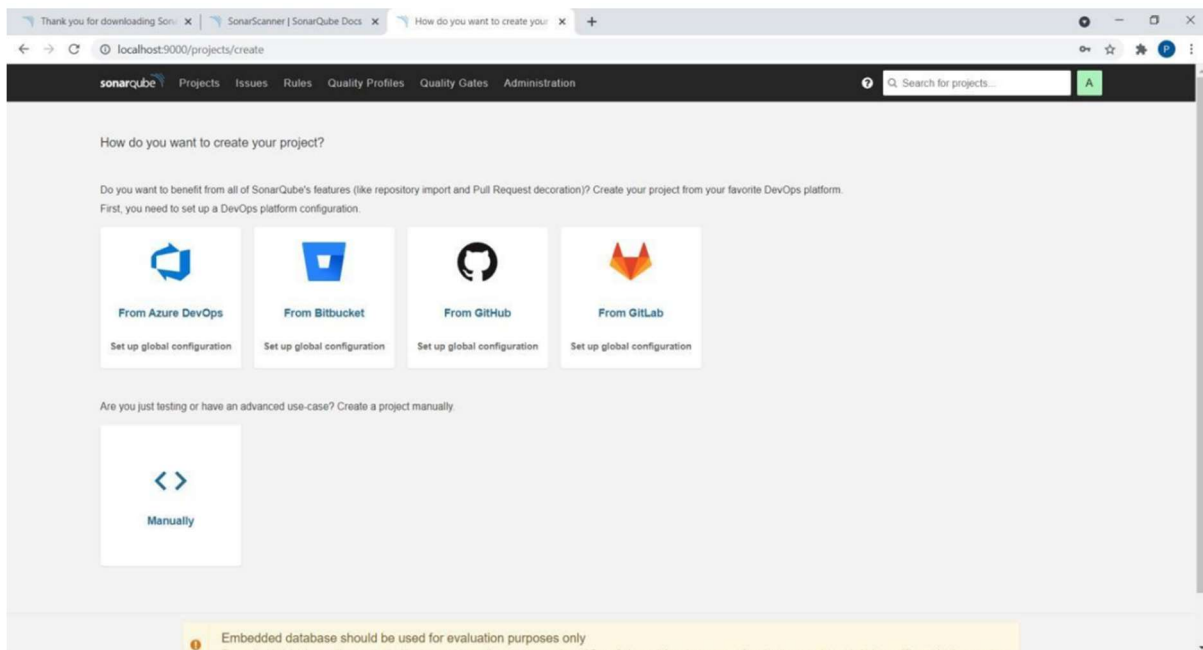 Thank you for downloading Sona
SonarScanner | SonarQube Docs
How do you want to create your
localhost:9000/projects/create
P
sonarqube Projects Issues Rules Quality Profiles Quality Gates Administration
? Search for projects... A
How do you want to create your project?
Do you want to benefit from all of SonarQube's features (like repository import and Pull Request decoration)? Create your project from your favorite DevOps platform.
First, you need to set up a DevOps platform configuration.
From Azure DevOps From Bitbucket From GitHub From GitLab
Set up global configuration Set up global configuration Set up global configuration Set up global configuration
Are you just testing or have an advanced use-case? Create a project manually.
Manually
Embedded database should be used for evaluation purposes only